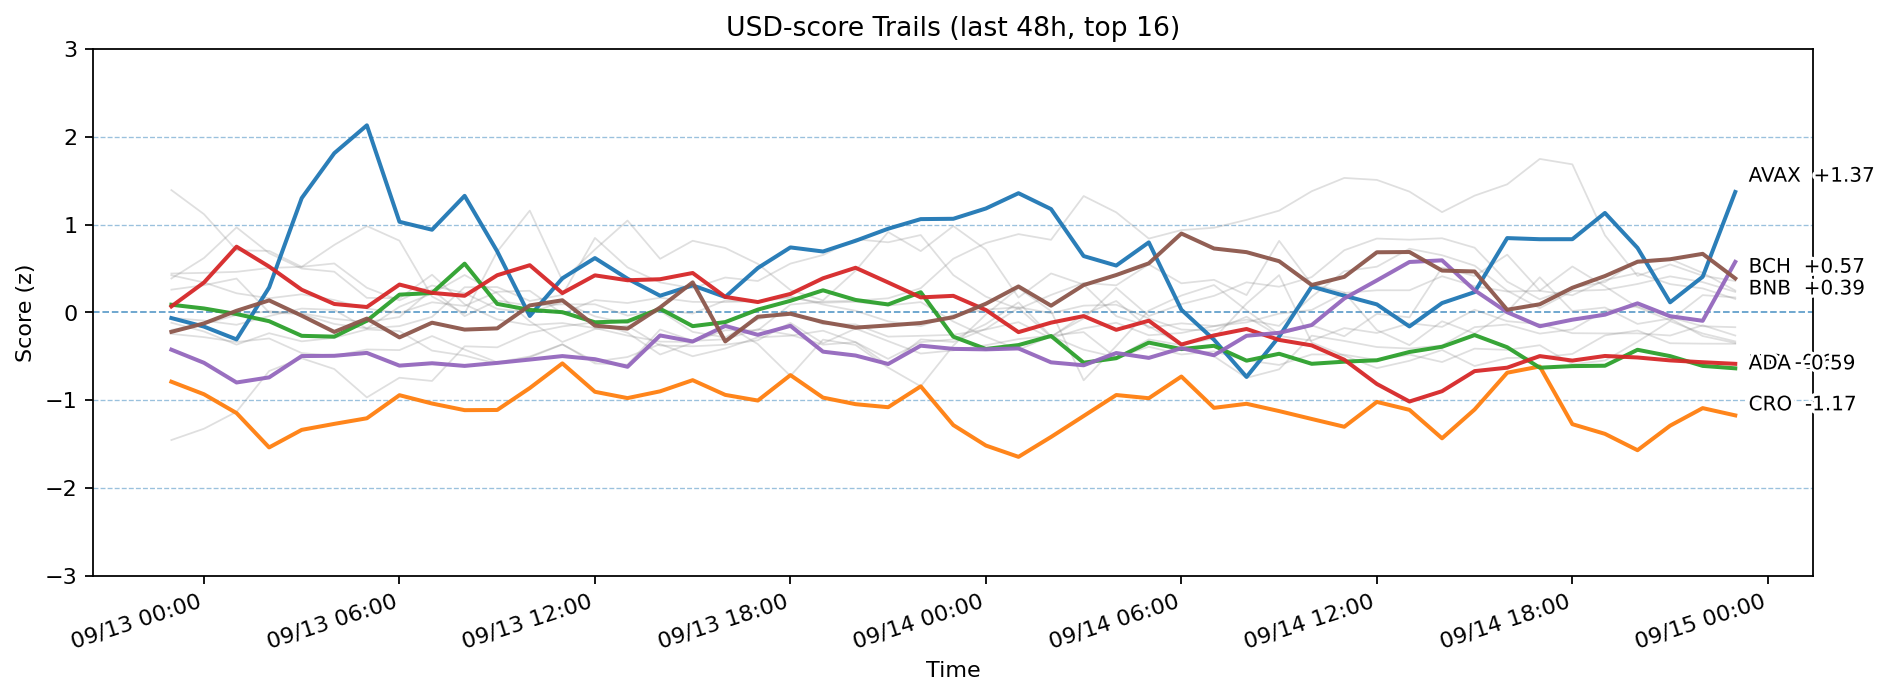 USD-score Trails (last 48h, top 16)
Score (z)
3
2
1
0
−1
−2
−3
AVAX +1.37
BCH +0.57
BNB +0.39
ADA -0.59
CRO -1.17
09/13 00:00
09/13 06:00
09/13 12:00
09/13 18:00
09/14 00:00
09/14 06:00
09/14 12:00
09/14 18:00
09/15 00:00
Time